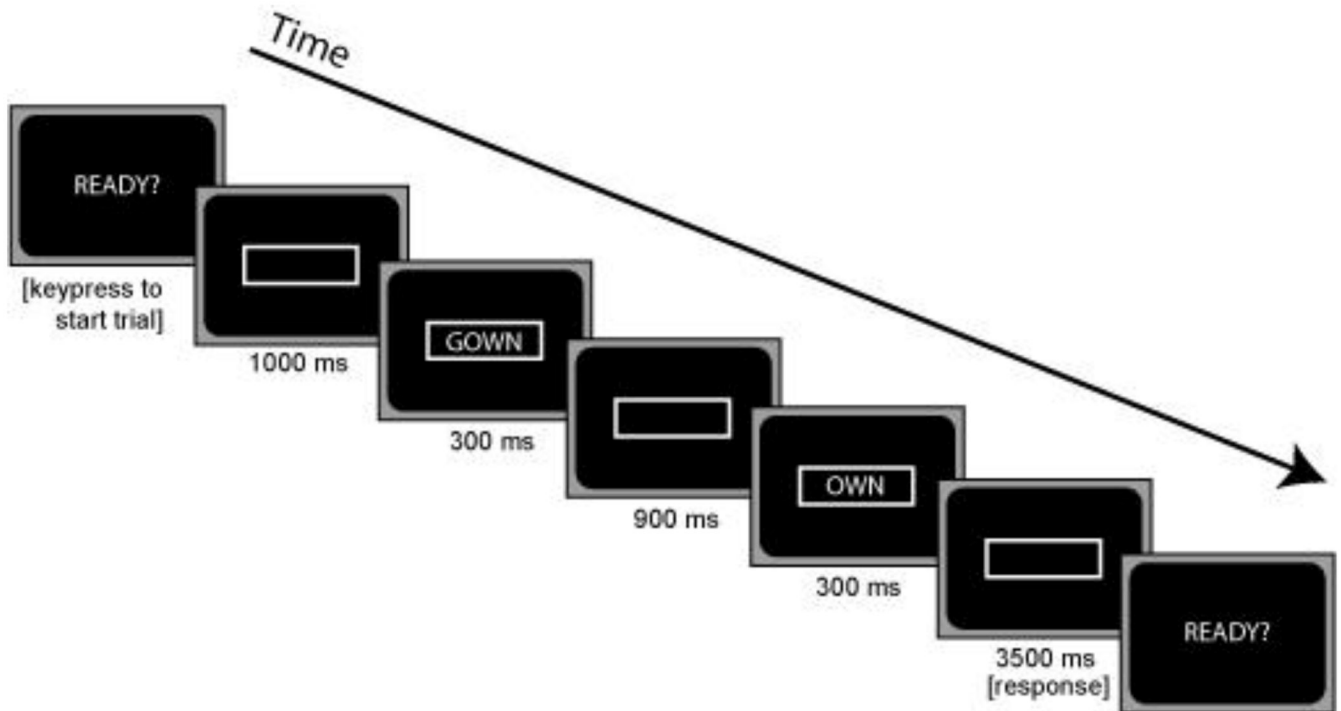 Time
READY?
[keypress to
start trial]
1000 ms
GOWN
300 ms
900 ms
OWN
300 ms
3500 ms
[response]
READY?